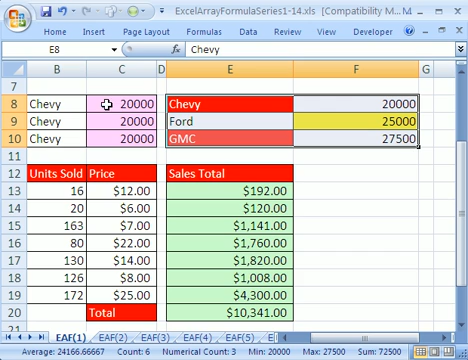 ExcelArrayFormulaSeries1-14.xls [Compatibility M...
Home Insert Page Layout Formulas Data Review View Developer
E8 fx Chevy
B C D E F G
7
8 Chevy 20000 Chevy 20000
9 Chevy 20000 Ford 25000
10 Chevy 20000 GMC 27500
11
12 Units Sold Price Sales Total
13 16 $12.00 $192.00
14 20 $6.00 $120.00
15 163 $7.00 $1,141.00
16 80 $22.00 $1,760.00
17 130 $14.00 $1,820.00
18 126 $8.00 $1,008.00
19 172 $25.00 $4,300.00
20 Total $10,341.00
21
EAF(1) EAF(2) EAF(3) EAF(4) EAF(5)
Average: 24166.66667 Count: 6 Numerical Count: 3 Min: 20000 Max: 27500 Sum: 72500